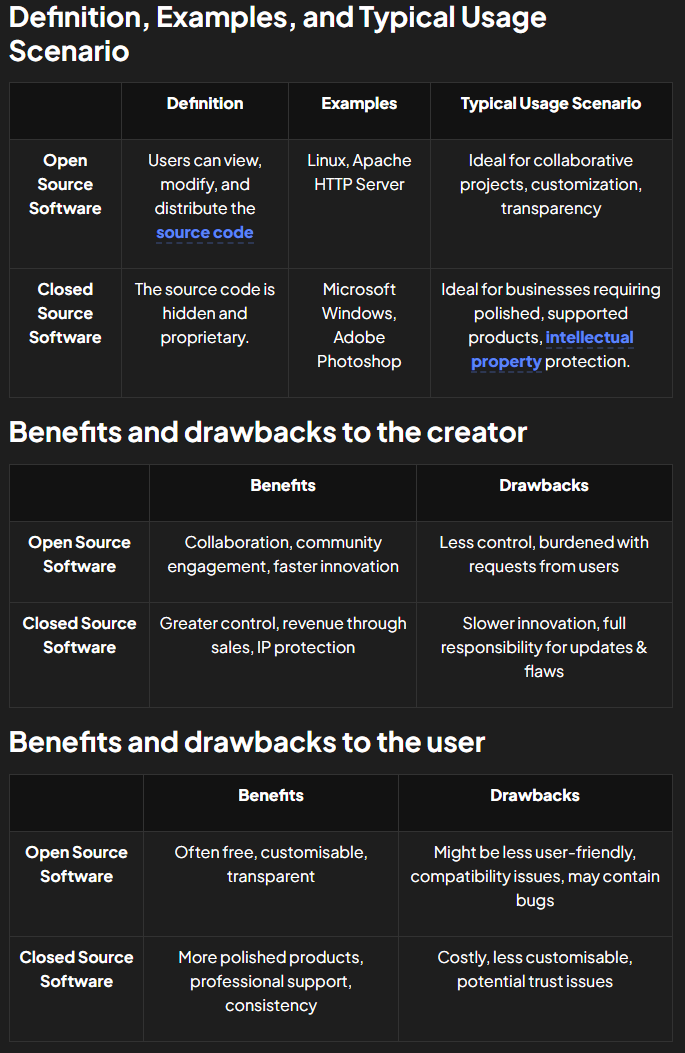 Definition, Examples, and Typical Usage
Scenario
Definition
Examples
Typical Usage Scenario
Open
Source
Software
Users can view,
modify, and
distribute the
source code
Linux, Apache
HTTP Server
Ideal for collaborative
projects, customization,
transparency
Closed
Source
Software
The source code is
hidden and
proprietary.
Microsoft
Windows,
Adobe
Photoshop
Ideal for businesses requiring
polished, supported
products, intellectual
property protection.
Benefits and drawbacks to the creator
Benefits
Drawbacks
Open Source
Software
Collaboration, community
engagement, faster innovation
Less control, burdened with
requests from users
Closed Source
Software
Greater control, revenue through
sales, IP protection
Slower innovation, full
responsibility for updates &
flaws
Benefits and drawbacks to the user
Benefits
Drawbacks
Open Source
Software
Often free, customisable,
transparent
Might be less user-friendly,
compatibility issues, may contain
bugs
Closed Source
Software
More polished products,
professional support,
consistency
Costly, less customisable,
potential trust issues